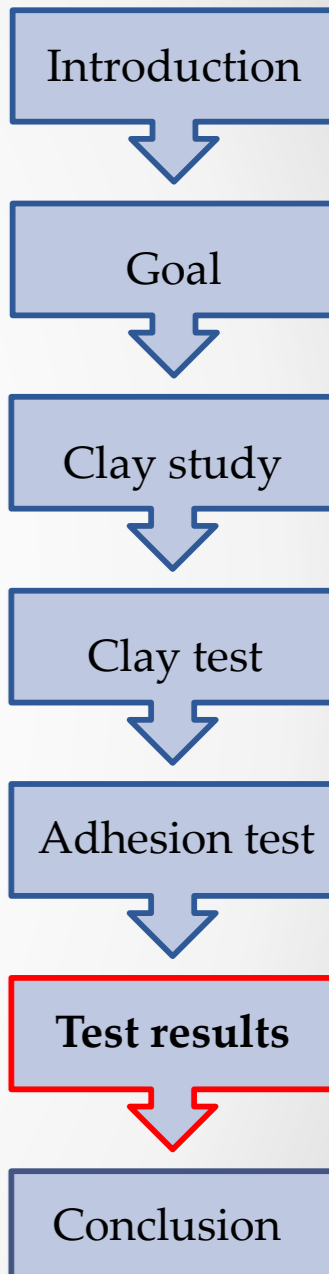 Introduction
Goal
Clay study
Clay test
Adhesion test
Test results
Conclusion